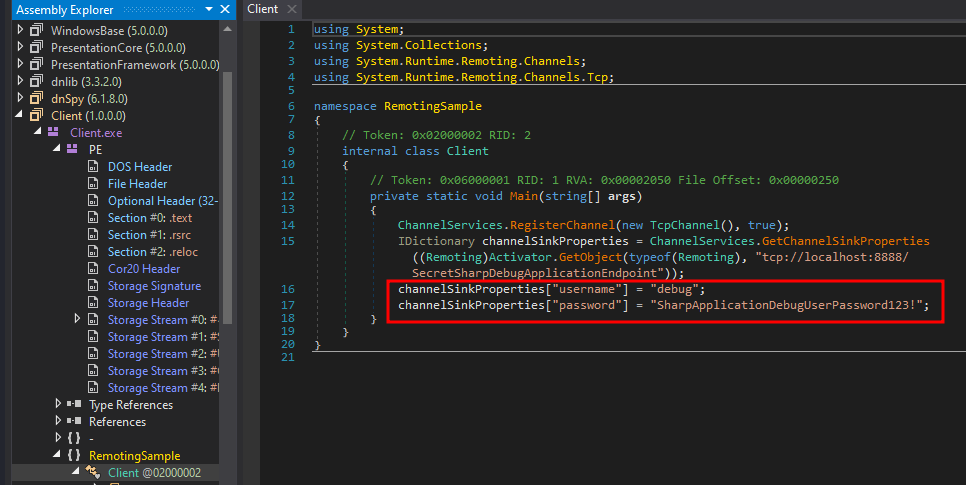 Assembly Explorer
WindowsBase (5.0.0.0)
PresentationCore (5.0.0.0)
PresentationFramework (5.0.0.0)
dnlib (3.3.2.0)
dnSpy (6.1.8.0)
Client (1.0.0.0)
Client.exe
PE
DOS Header
File Header
Optional Header (32-
Section #0: .text
Section #1: .rsrc
Section #2: .reloc
Cor20 Header
Storage Signature
Storage Header
Storage Stream #0: #
Storage Stream #1: #S
Storage Stream #2: #
Storage Stream #3: #
Storage Stream #4: #
Type References
References
{ } -
{ } RemotingSample
Client @02000002
Client
1 using System;
2 using System.Collections;
3 using System.Runtime.Remoting.Channels;
4 using System.Runtime.Remoting.Channels.Tcp;
5
6 namespace RemotingSample
7 {
8 // Token: 0x02000002 RID: 2
9 internal class Client
10 {
11 // Token: 0x06000001 RID: 1 RVA: 0x00002050 File Offset: 0x00000250
12 private static void Main(string[] args)
13 {
14 ChannelServices.RegisterChannel(new TcpChannel(), true);
15 IDictionary channelSinkProperties = ChannelServices.GetChannelSinkProperties
((Remoting)Activator.GetObject(typeof(Remoting), "tcp://localhost:8888/
SecretSharpDebugApplicationEndpoint"));
16 channelSinkProperties["username"] = "debug";
17 channelSinkProperties["password"] = "SharpApplicationDebugUserPassword123!";
18 }
19 }
20 }
21